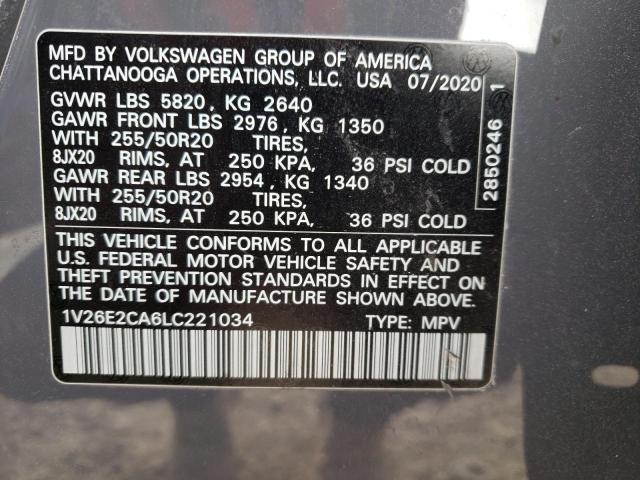 MFD BY VOLKSWAGEN GROUP OF AMERICA
CHATTANOOGA OPERATIONS, LLC. USA 07/2020
GVWR LBS 5820, KG 2640
GAWR FRONT LBS 2976, KG 1350
WITH 255/50R20 TIRES,
8JX20 RIMS, AT 250 KPA, 36 PSI COLD
GAWR REAR LBS 2954, KG 1340
WITH 255/50R20 TIRES,
8JX20 RIMS, AT 250 KPA, 36 PSI COLD
THIS VEHICLE CONFORMS TO ALL APPLICABLE
U.S. FEDERAL MOTOR VEHICLE SAFETY AND
THEFT PREVENTION STANDARDS IN EFFECT ON
THE DATE OF MANUFACTURE SHOWN ABOVE.
1V26E2CA6LC221034 TYPE: MPV
2850246 1